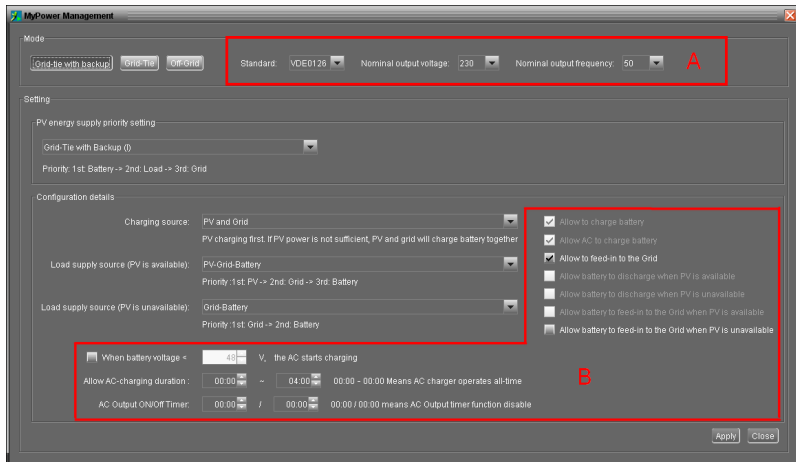 MyPower Management
Mode
Grid-tie with backup Grid-Tie Off-Grid Standard: VDE0126 Nominal output voltage: 230 Nominal output frequency: 50 A
Setting
PV energy supply priority setting
Grid-Tie with Backup (I)
Priority: 1st: Battery -> 2nd: Load -> 3rd: Grid
Configuration details
Charging source: PV and Grid
PV charging first. If PV power is not sufficient, PV and grid will charge battery together
Load supply source (PV is available): PV-Grid-Battery
Priority :1st: PV -> 2nd: Grid -> 3rd: Battery
Load supply source (PV is unavailable): Grid-Battery
Priority :1st: Grid -> 2nd: Battery
Allow to charge battery
Allow AC to charge battery
Allow to feed-in to the Grid
Allow battery to discharge when PV is available
Allow battery to discharge when PV is unavailable
Allow battery to feed-in to the Grid when PV is available
Allow battery to feed-in to the Grid when PV is unavailable
When battery voltage < 48 V, the AC starts charging
Allow AC-charging duration : 00:00 ~ 04:00 00:00 - 00:00 Means AC charger operates all-time
AC Output ON/Off Timer: 00:00 / 00:00 00:00 / 00:00 means AC Output timer function disable
B
Apply Close